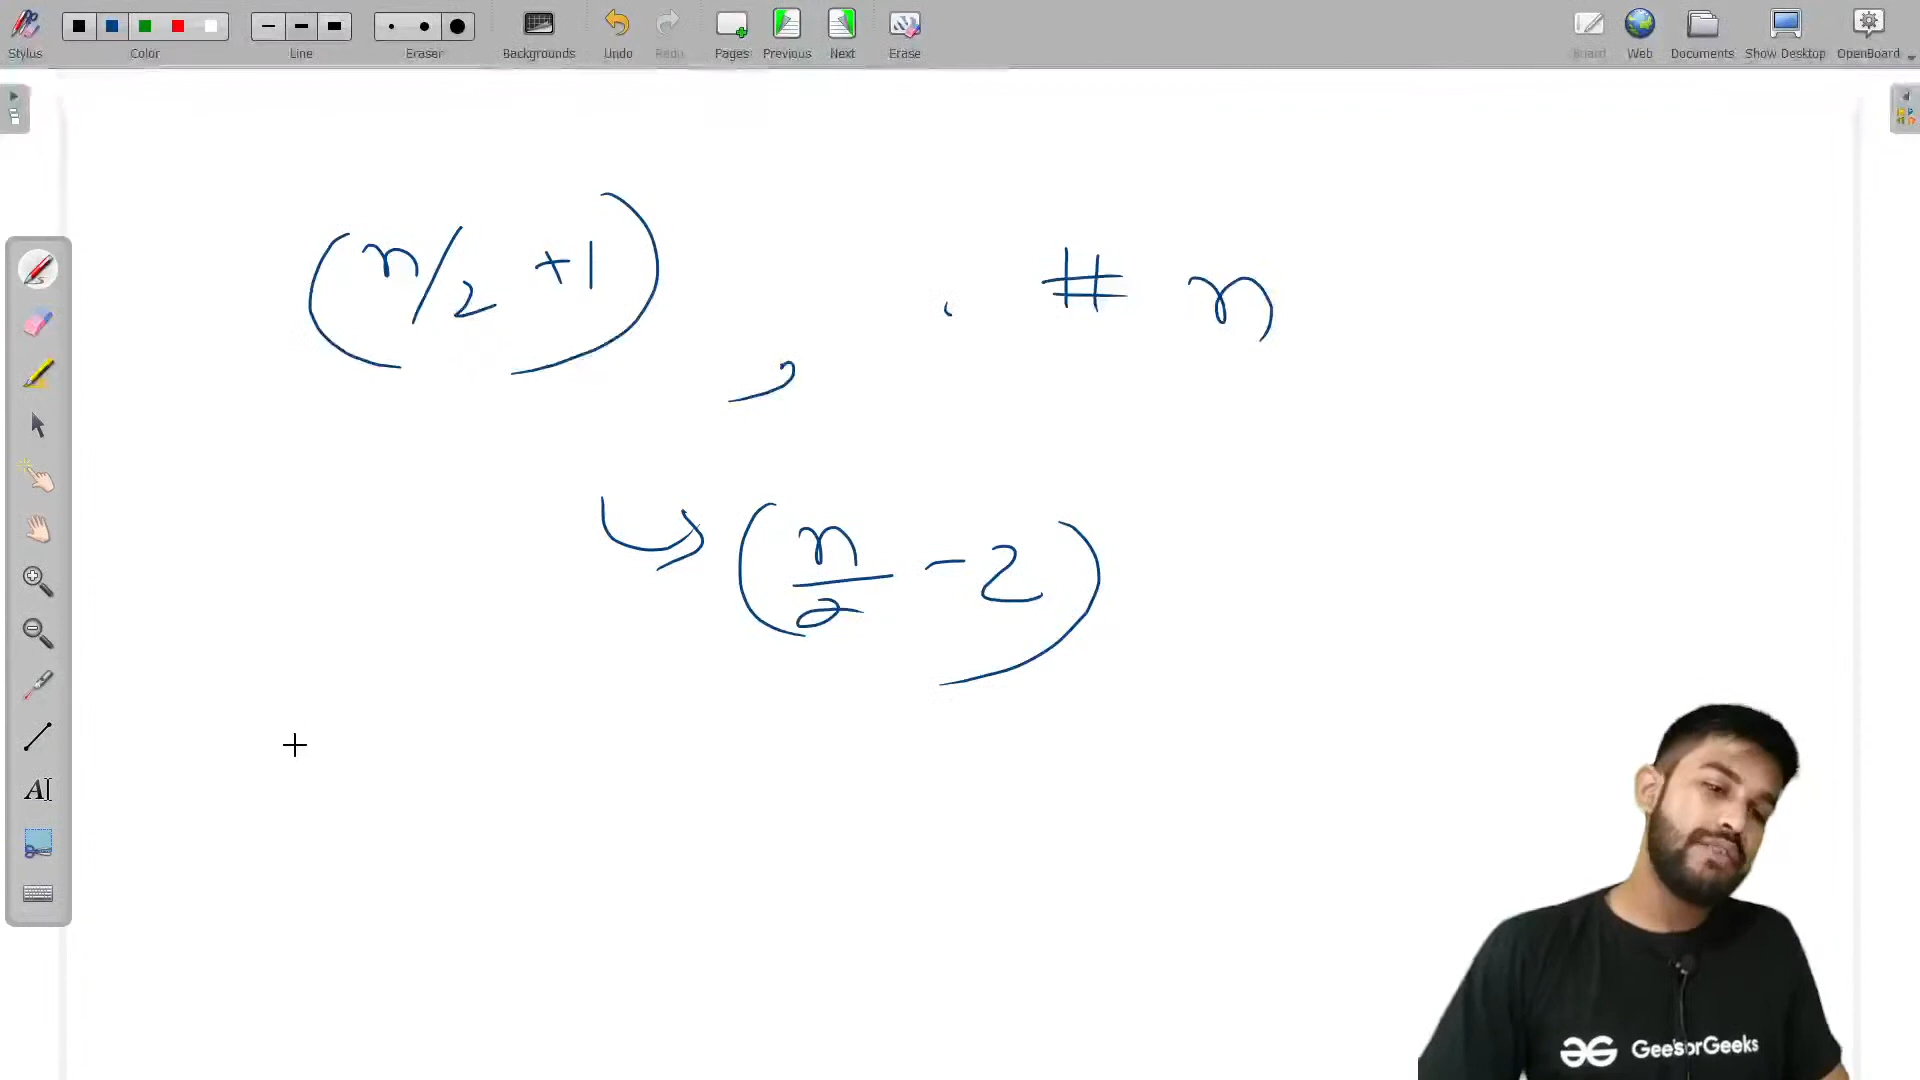 Stylus Color Line Eraser Backgrounds Undo Redo Pages Previous Next Erase Board Web Documents Show Desktop OpenBoard
(n/2 +1) , # n
(n/2 - 2)
GeeksforGeeks